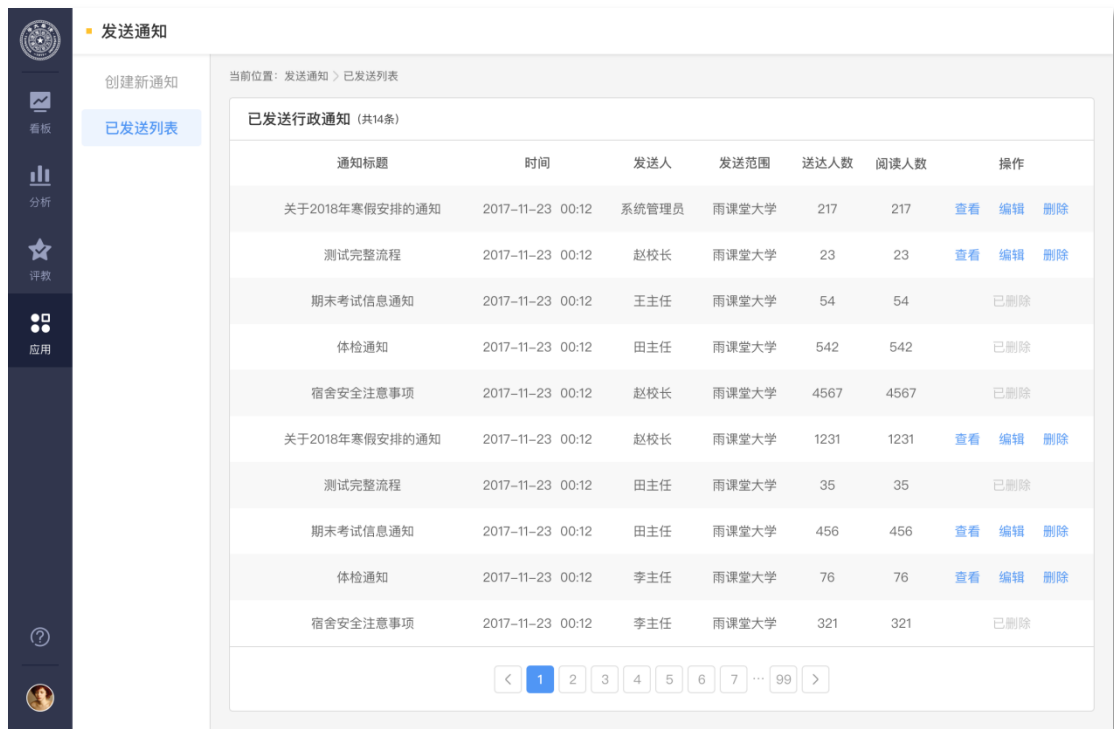 发送通知
创建新通知
已发送列表
看板
分析
评教
应用
当前位置：发送通知 > 已发送列表
已发送行政通知 (共14条)
通知标题 时间 发送人 发送范围 送达人数 阅读人数 操作
关于2018年寒假安排的通知 2017-11-23 00:12 系统管理员 雨课堂大学 217 217 查看 编辑 删除
测试完整流程 2017-11-23 00:12 赵校长 雨课堂大学 23 23 查看 编辑 删除
期末考试信息通知 2017-11-23 00:12 王主任 雨课堂大学 54 54 已删除
体检通知 2017-11-23 00:12 田主任 雨课堂大学 542 542 已删除
宿舍安全注意事项 2017-11-23 00:12 赵校长 雨课堂大学 4567 4567 已删除
关于2018年寒假安排的通知 2017-11-23 00:12 赵校长 雨课堂大学 1231 1231 查看 编辑 删除
测试完整流程 2017-11-23 00:12 田主任 雨课堂大学 35 35 已删除
期末考试信息通知 2017-11-23 00:12 田主任 雨课堂大学 456 456 查看 编辑 删除
体检通知 2017-11-23 00:12 李主任 雨课堂大学 76 76 查看 编辑 删除
宿舍安全注意事项 2017-11-23 00:12 李主任 雨课堂大学 321 321 已删除
< 1 2 3 4 5 6 7 ··· 99 >